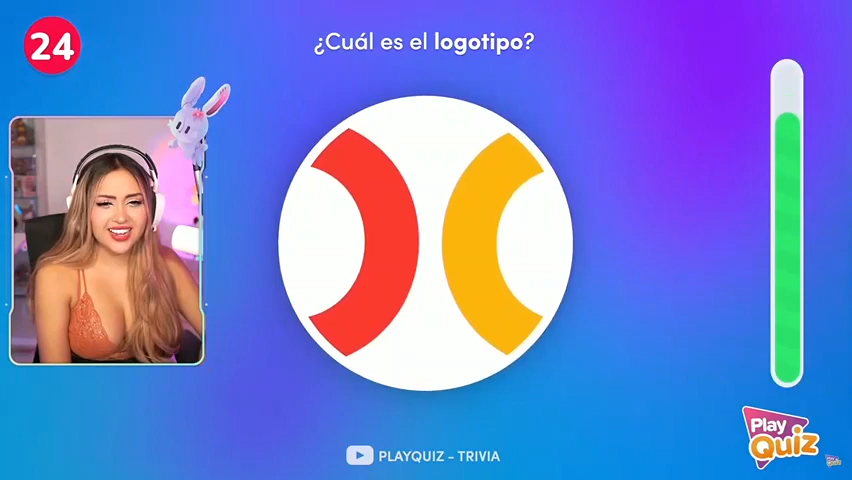 24
¿Cuál es el logotipo?
PLAYQUIZ - TRIVIA
Play
Quiz